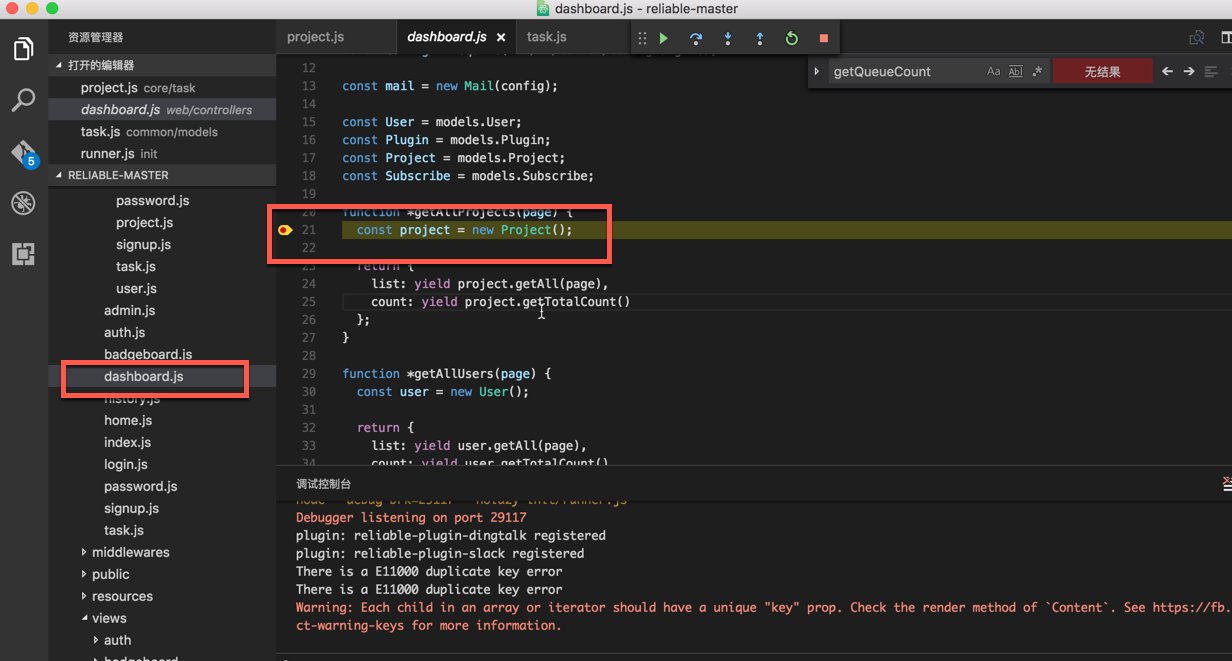 dashboard.js - reliable-master
资源管理器
打开的编辑器
project.js core/task
dashboard.js web/controllers
task.js common/models
runner.js init
5
RELIABLE-MASTER
password.js
project.js
signup.js
task.js
user.js
admin.js
auth.js
badgeboard.js
dashboard.js
history.js
home.js
index.js
login.js
password.js
signup.js
task.js
middlewares
public
resources
views
auth
badgeboard
project.js dashboard.js × task.js
getQueueCount Aa Abl .* 无结果
12
13 const mail = new Mail(config);
14
15 const User = models.User;
16 const Plugin = models.Plugin;
17 const Project = models.Project;
18 const Subscribe = models.Subscribe;
19
20 function *getAllProjects(page) {
21 const project = new Project();
22
23 return {
24 list: yield project.getAll(page),
25 count: yield project.getTotalCount()
26 };
27 }
28
29 function *getAllUsers(page) {
30 const user = new User();
31
32 return {
33 list: yield user.getAll(page),
34 count: yield user.getTotalCount()
调试控制台
node --debug-brk=29117 --nolazy init/runner.js
Debugger listening on port 29117
plugin: reliable-plugin-dingtalk registered
plugin: reliable-plugin-slack registered
There is a E11000 duplicate key error
There is a E11000 duplicate key error
Warning: Each child in an array or iterator should have a unique "key" prop. Check the render method of `Content`. See https://fb.
ct-warning-keys for more information.